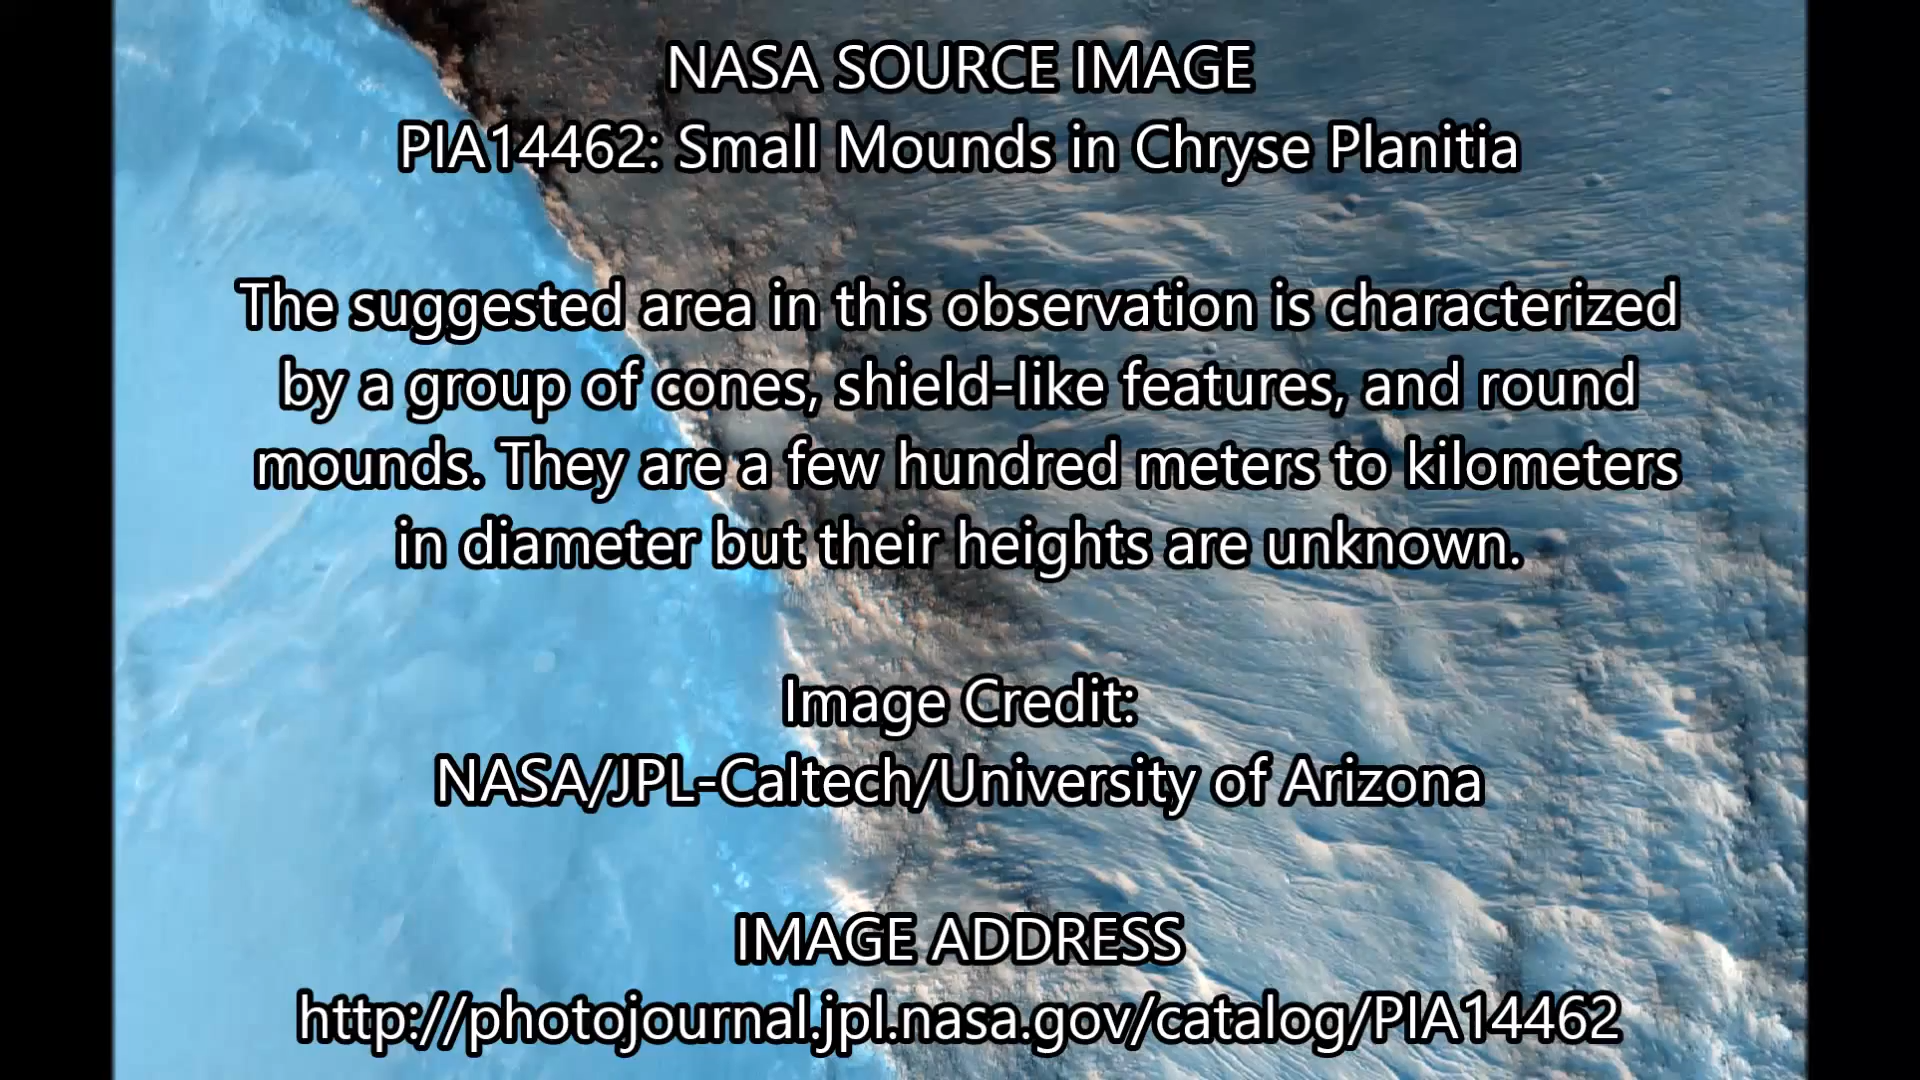 NASA SOURCE IMAGE
PIA14462: Small Mounds in Chryse Planitia
The suggested area in this observation is characterized
by a group of cones, shield-like features, and round
mounds. They are a few hundred meters to kilometers
in diameter but their heights are unknown.
Image Credit:
NASA/JPL-Caltech/University of Arizona
IMAGE ADDRESS
http://photojournal.jpl.nasa.gov/catalog/PIA14462